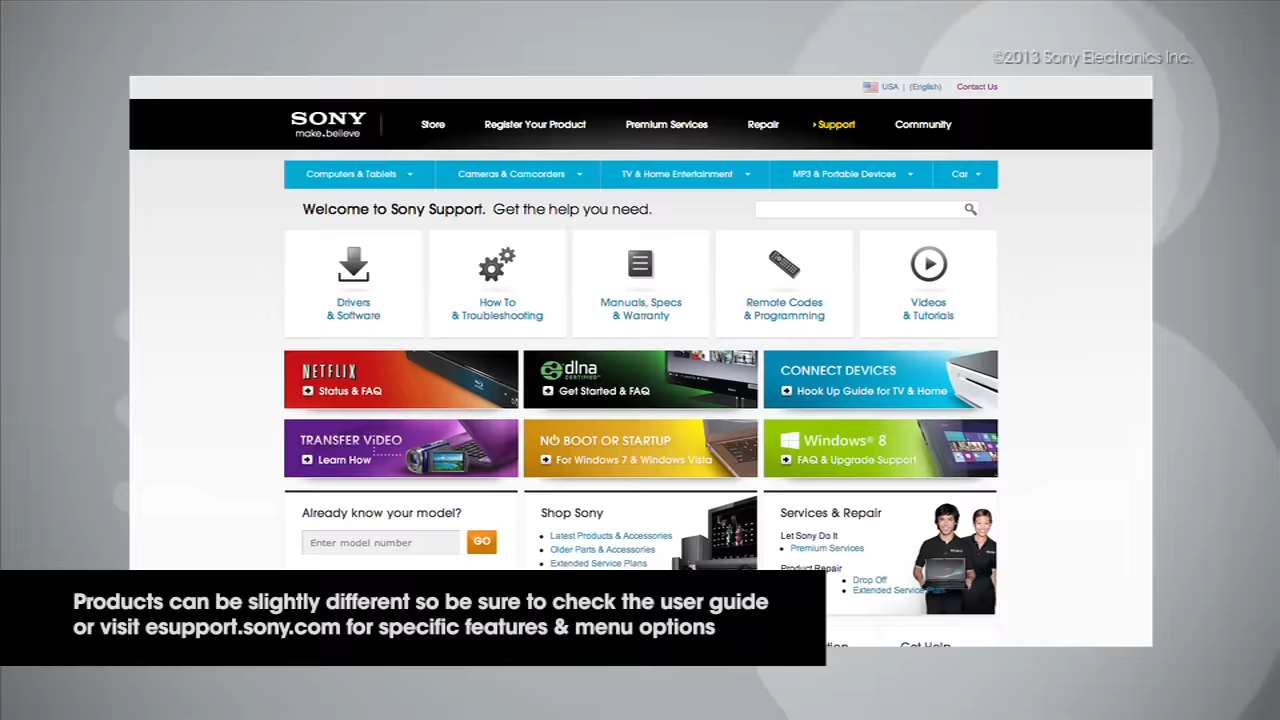 ©2013 Sony Electronics Inc.
USA | (English) Contact Us
SONY
make.believe
Store Register Your Product Premium Services Repair Support Community
Computers & Tablets Cameras & Camcorders TV & Home Entertainment MP3 & Portable Devices Car
Welcome to Sony Support. Get the help you need.
Drivers
& Software
How To
& Troubleshooting
Manuals, Specs
& Warranty
Remote Codes
& Programming
Videos
& Tutorials
NETFLIX
Status & FAQ
dlna
CERTIFIED
Get Started & FAQ
CONNECT DEVICES
Hook Up Guide for TV & Home
TRANSFER ViDEO
Learn How
NO BOOT OR STARTUP
For Windows 7 & Windows Vista
Windows® 8
FAQ & Upgrade Support
Already know your model?
Enter model number GO
Shop Sony
Latest Products & Accessories
Older Parts & Accessories
Extended Service Plans
Services & Repair
Let Sony Do It
Premium Services
Product Repair
Drop Off
Extended Service Plan
Get Help
Products can be slightly different so be sure to check the user guide
or visit esupport.sony.com for specific features & menu options